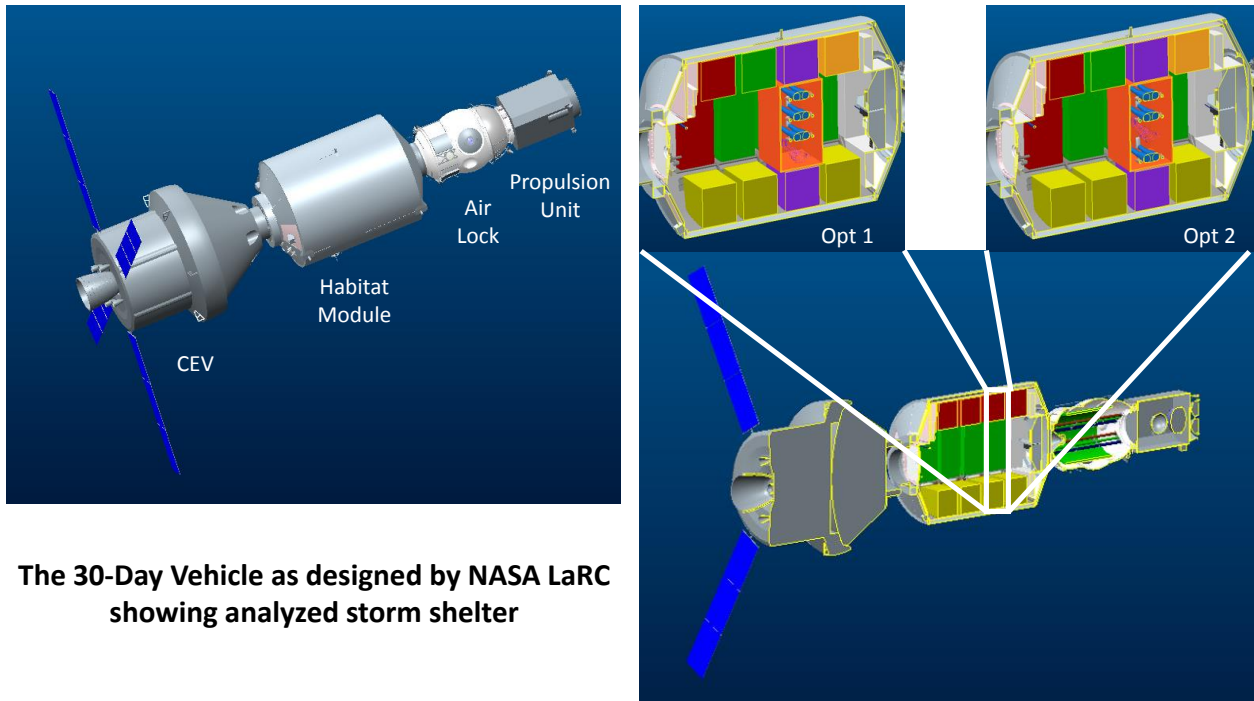 Propulsion
Unit
Air
Lock
Habitat
Module
CEV
Opt 1
Opt 2
The 30-Day Vehicle as designed by NASA LaRC
showing analyzed storm shelter